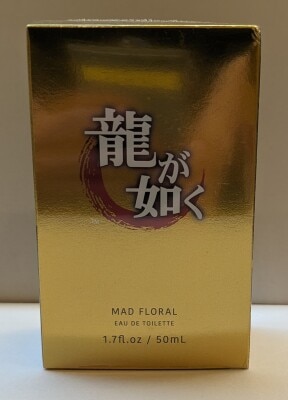 龍が
如く
MAD FLORAL
EAU DE TOILETTE
1.7fl.oz / 50mL